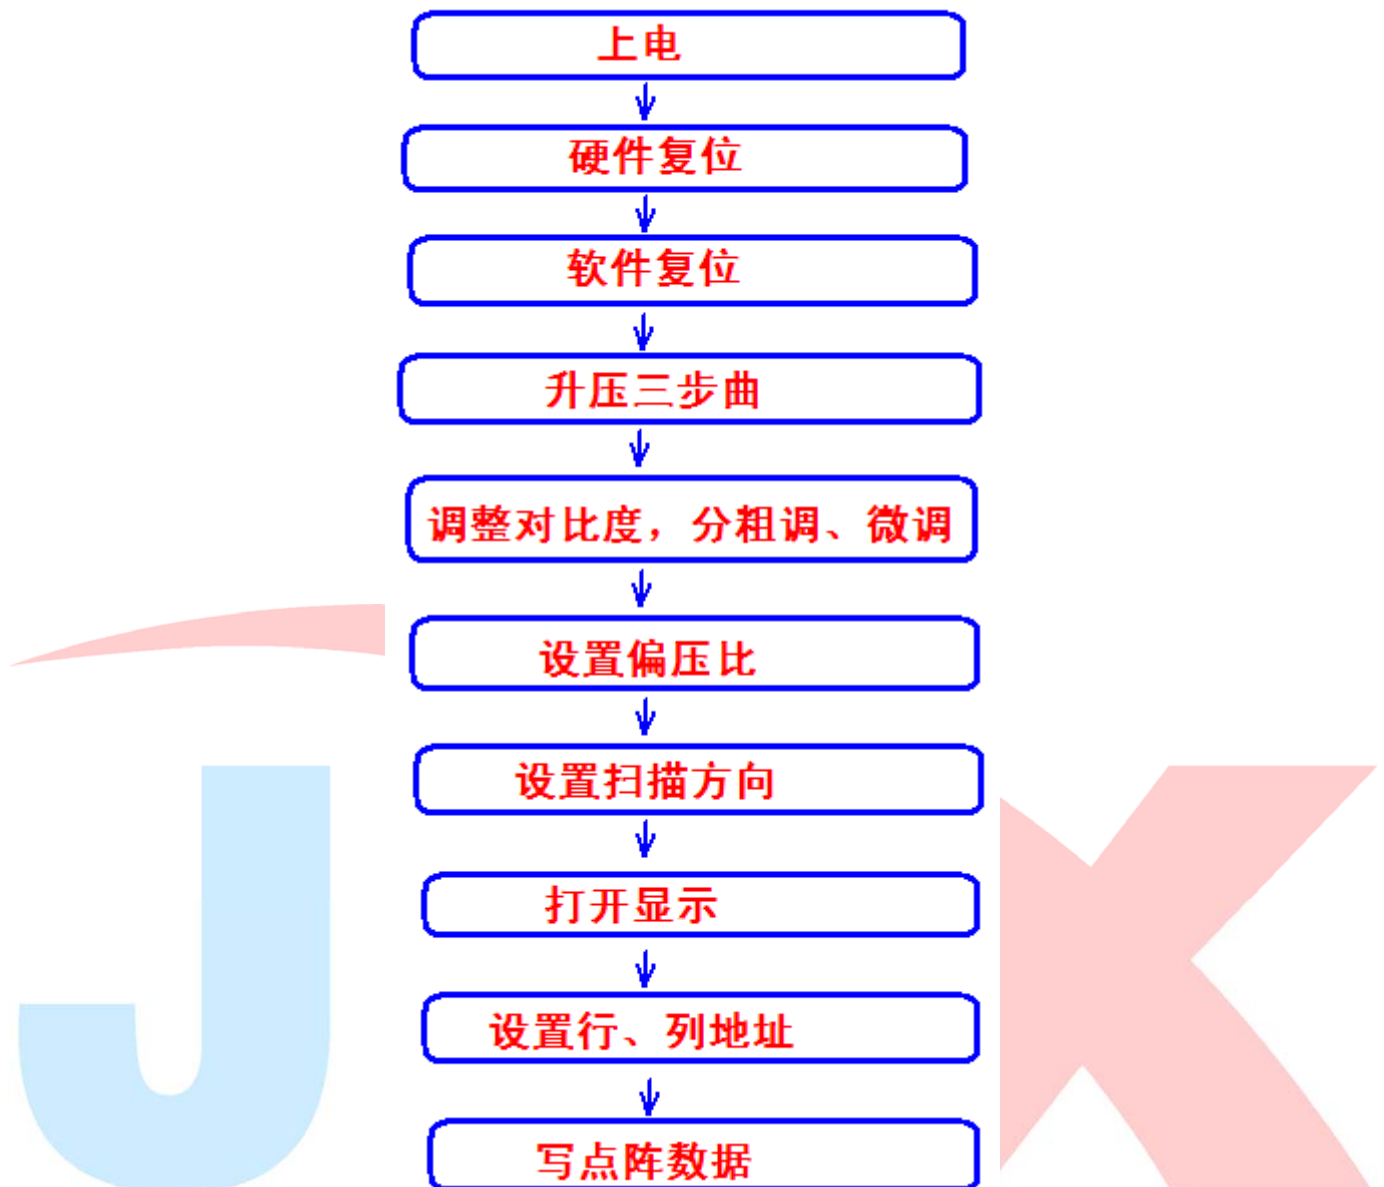 上电
硬件复位
软件复位
升压三步曲
调整对比度，分粗调、微调
设置偏压比
设置扫描方向
打开显示
设置行、列地址
写点阵数据